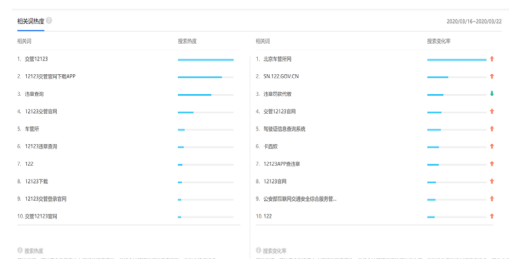 相关词热度
2020/03/16~2020/03/22
相关词 搜索热度
1. 交管12123
2. 12123交管官网下载APP
3. 违章查询
4. 12123交管官网
5. 车管所
6. 12123违章查询
7. 122
8. 12123下载
9. 12123交管登录官网
10. 交管12123官网
搜索热度
相关词 搜索变化率
1. 北京车管所网
2. SN.122.GOV.CN
3. 违章罚款代缴
4. 交管12123官网
5. 驾驶证信息查询系统
6.
7. 12123APP查违章
8. 12123官网
9. 公安部互联网交通安全综合服务管...
10. 122
搜索变化率